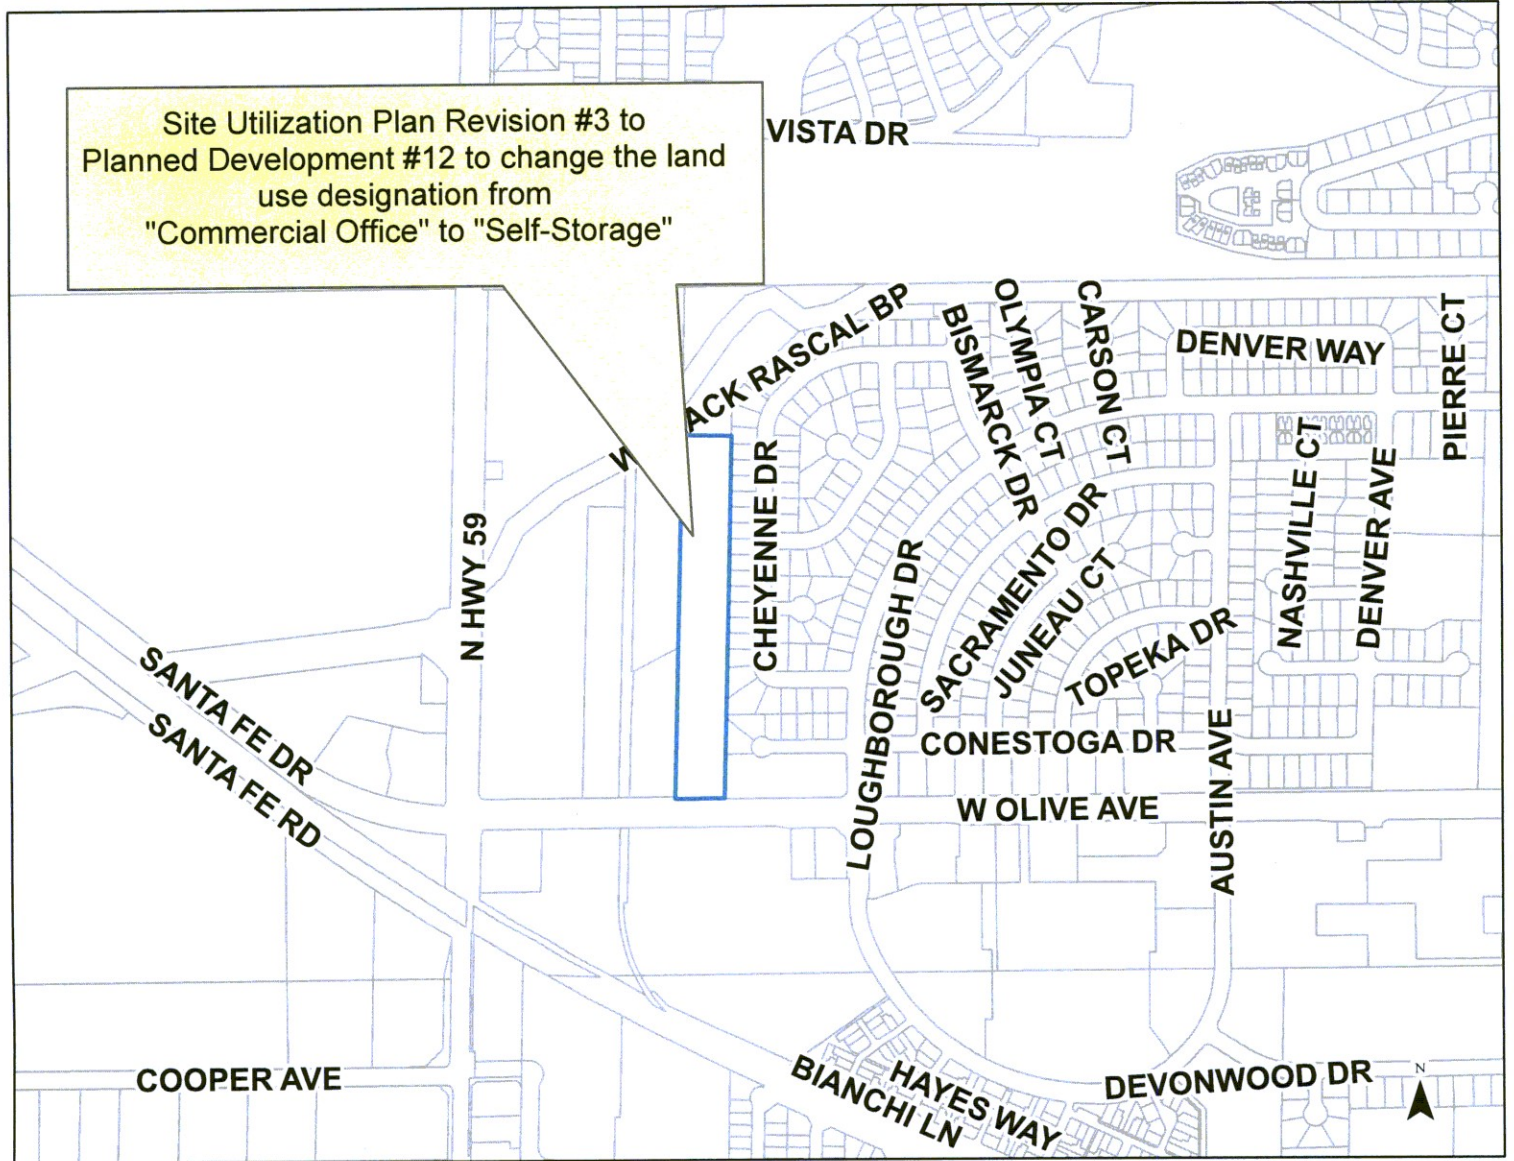 Site Utilization Plan Revision #3 to
Planned Development #12 to change the land
use designation from
"Commercial Office" to "Self-Storage"
VISTA DR
W
ACK RASCAL BP
BISMARCK DR
OLYMPIA CT
CARSON CT
DENVER WAY
PIERRE CT
N HWY 59
CHEYENNE DR
LOUGHBOROUGH DR
SACRAMENTO DR
JUNEAU CT
TOPEKA DR
NASHVILLE CT
DENVER AVE
SANTA FE DR
SANTA FE RD
CONESTOGA DR
W OLIVE AVE
AUSTIN AVE
COOPER AVE
BIANCHI LN
HAYES WAY
DEVONWOOD DR
N